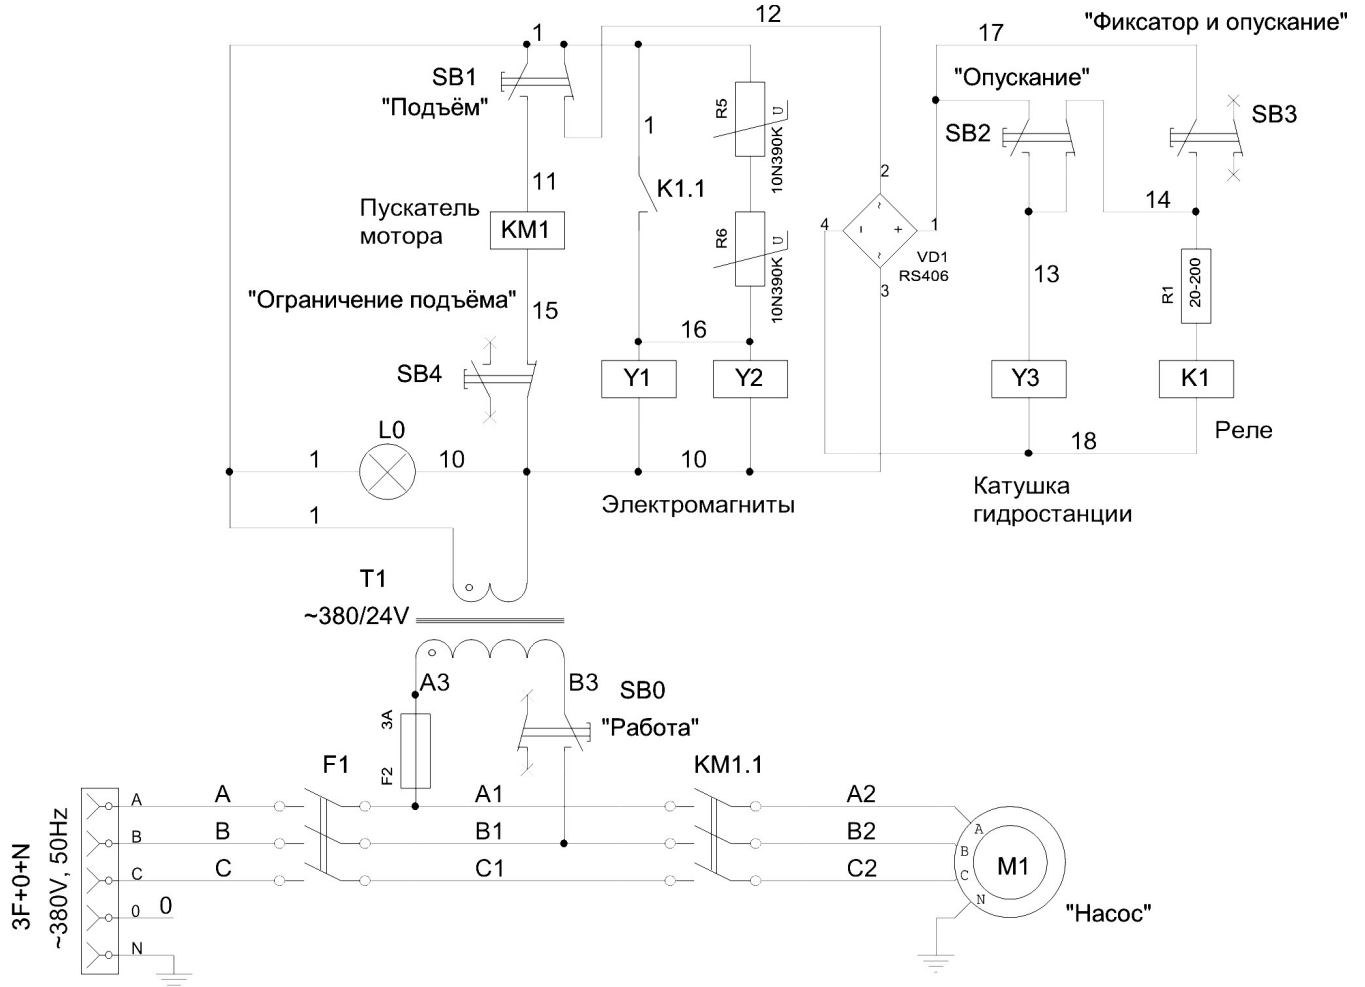 12
17
"Фиксатор и опускание"
1
SB1
"Подъём"
"Опускание"
SB2
SB3
R5
10N390K
U
1
K1.1
11
Пускатель
мотора
KM1
R6
10N390K
U
2
4
1
3
~
-
+
~
VD1
RS406
14
13
R1
20-200
"Ограничение подъёма"
15
16
SB4
Y1
Y2
Y3
K1
Реле
L0
1
10
10
18
Электромагниты
Катушка
гидростанции
1
T1
~380/24V
A3
B3
SB0
"Работа"
3A
F2
F1
KM1.1
A
A
A1
A2
B
B
B1
B2
C
C
C1
C2
0
0
N
3F+0+N
~380V, 50Hz
A
B
C
N
M1
"Насос"